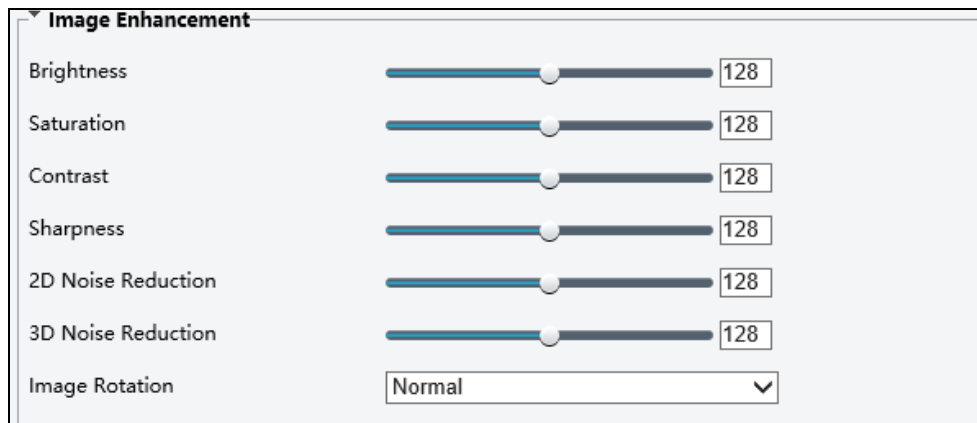 Image Enhancement
Brightness 128
Saturation 128
Contrast 128
Sharpness 128
2D Noise Reduction 128
3D Noise Reduction 128
Image Rotation Normal